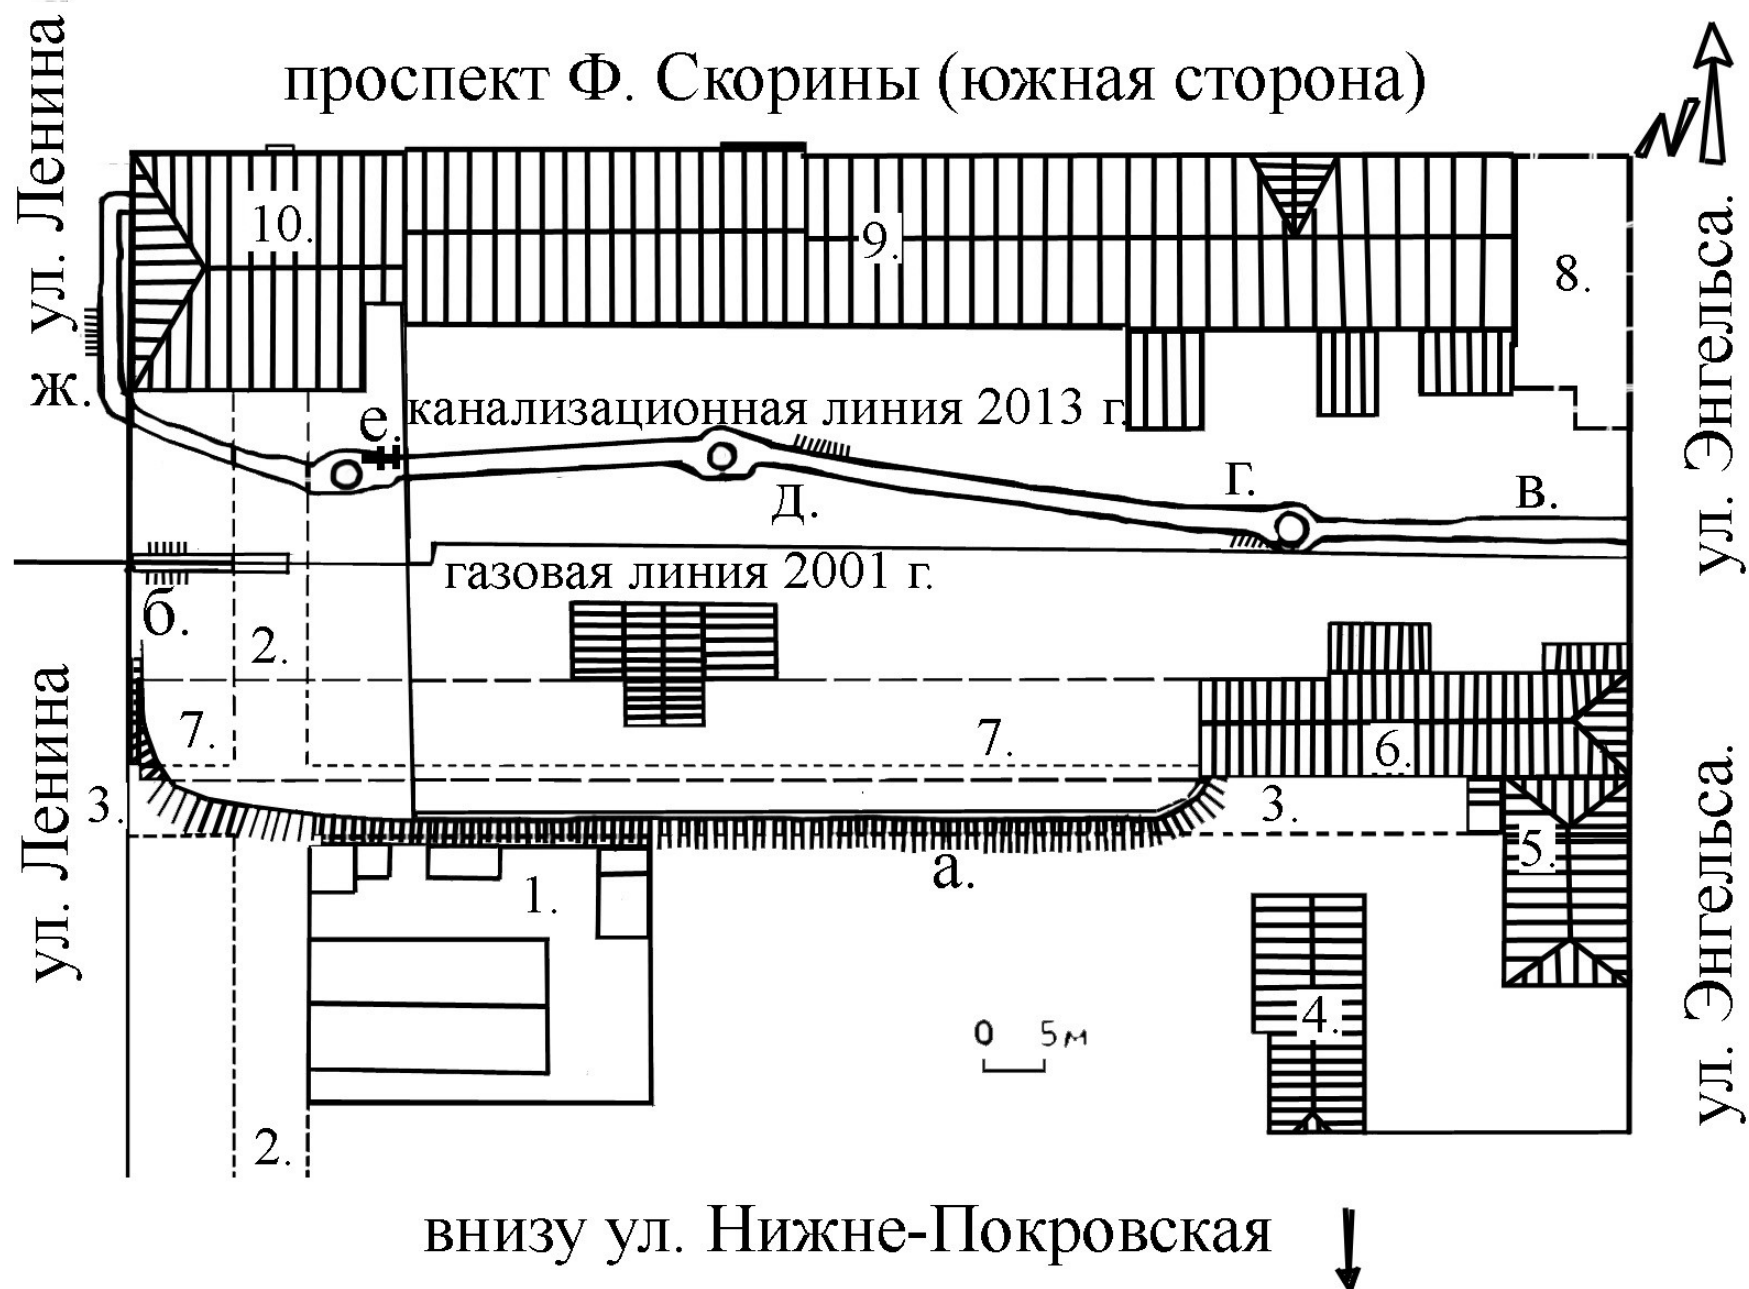 проспект Ф. Скорины (южная сторона)
ул. Ленина
ул. Энгельса.
10.
9.
8.
ж.
е.
канализационная линия 2013 г.
д.
г.
в.
газовая линия 2001 г.
б.
2.
7.
7.
6.
ул. Ленина
3.
3.
ул. Энгельса.
5.
а.
1.
4.
0 5м
2.
внизу ул. Нижне-Покровская